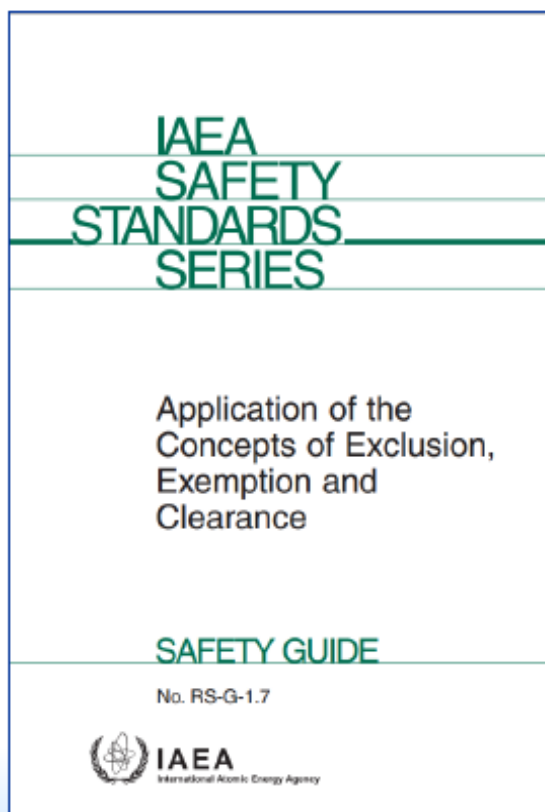 IAEA
SAFETY
STANDARDS
SERIES
Application of the
Concepts of Exclusion,
Exemption and
Clearance
SAFETY GUIDE
No. RS-G-1.7
IAEA
International Atomic Energy Agency